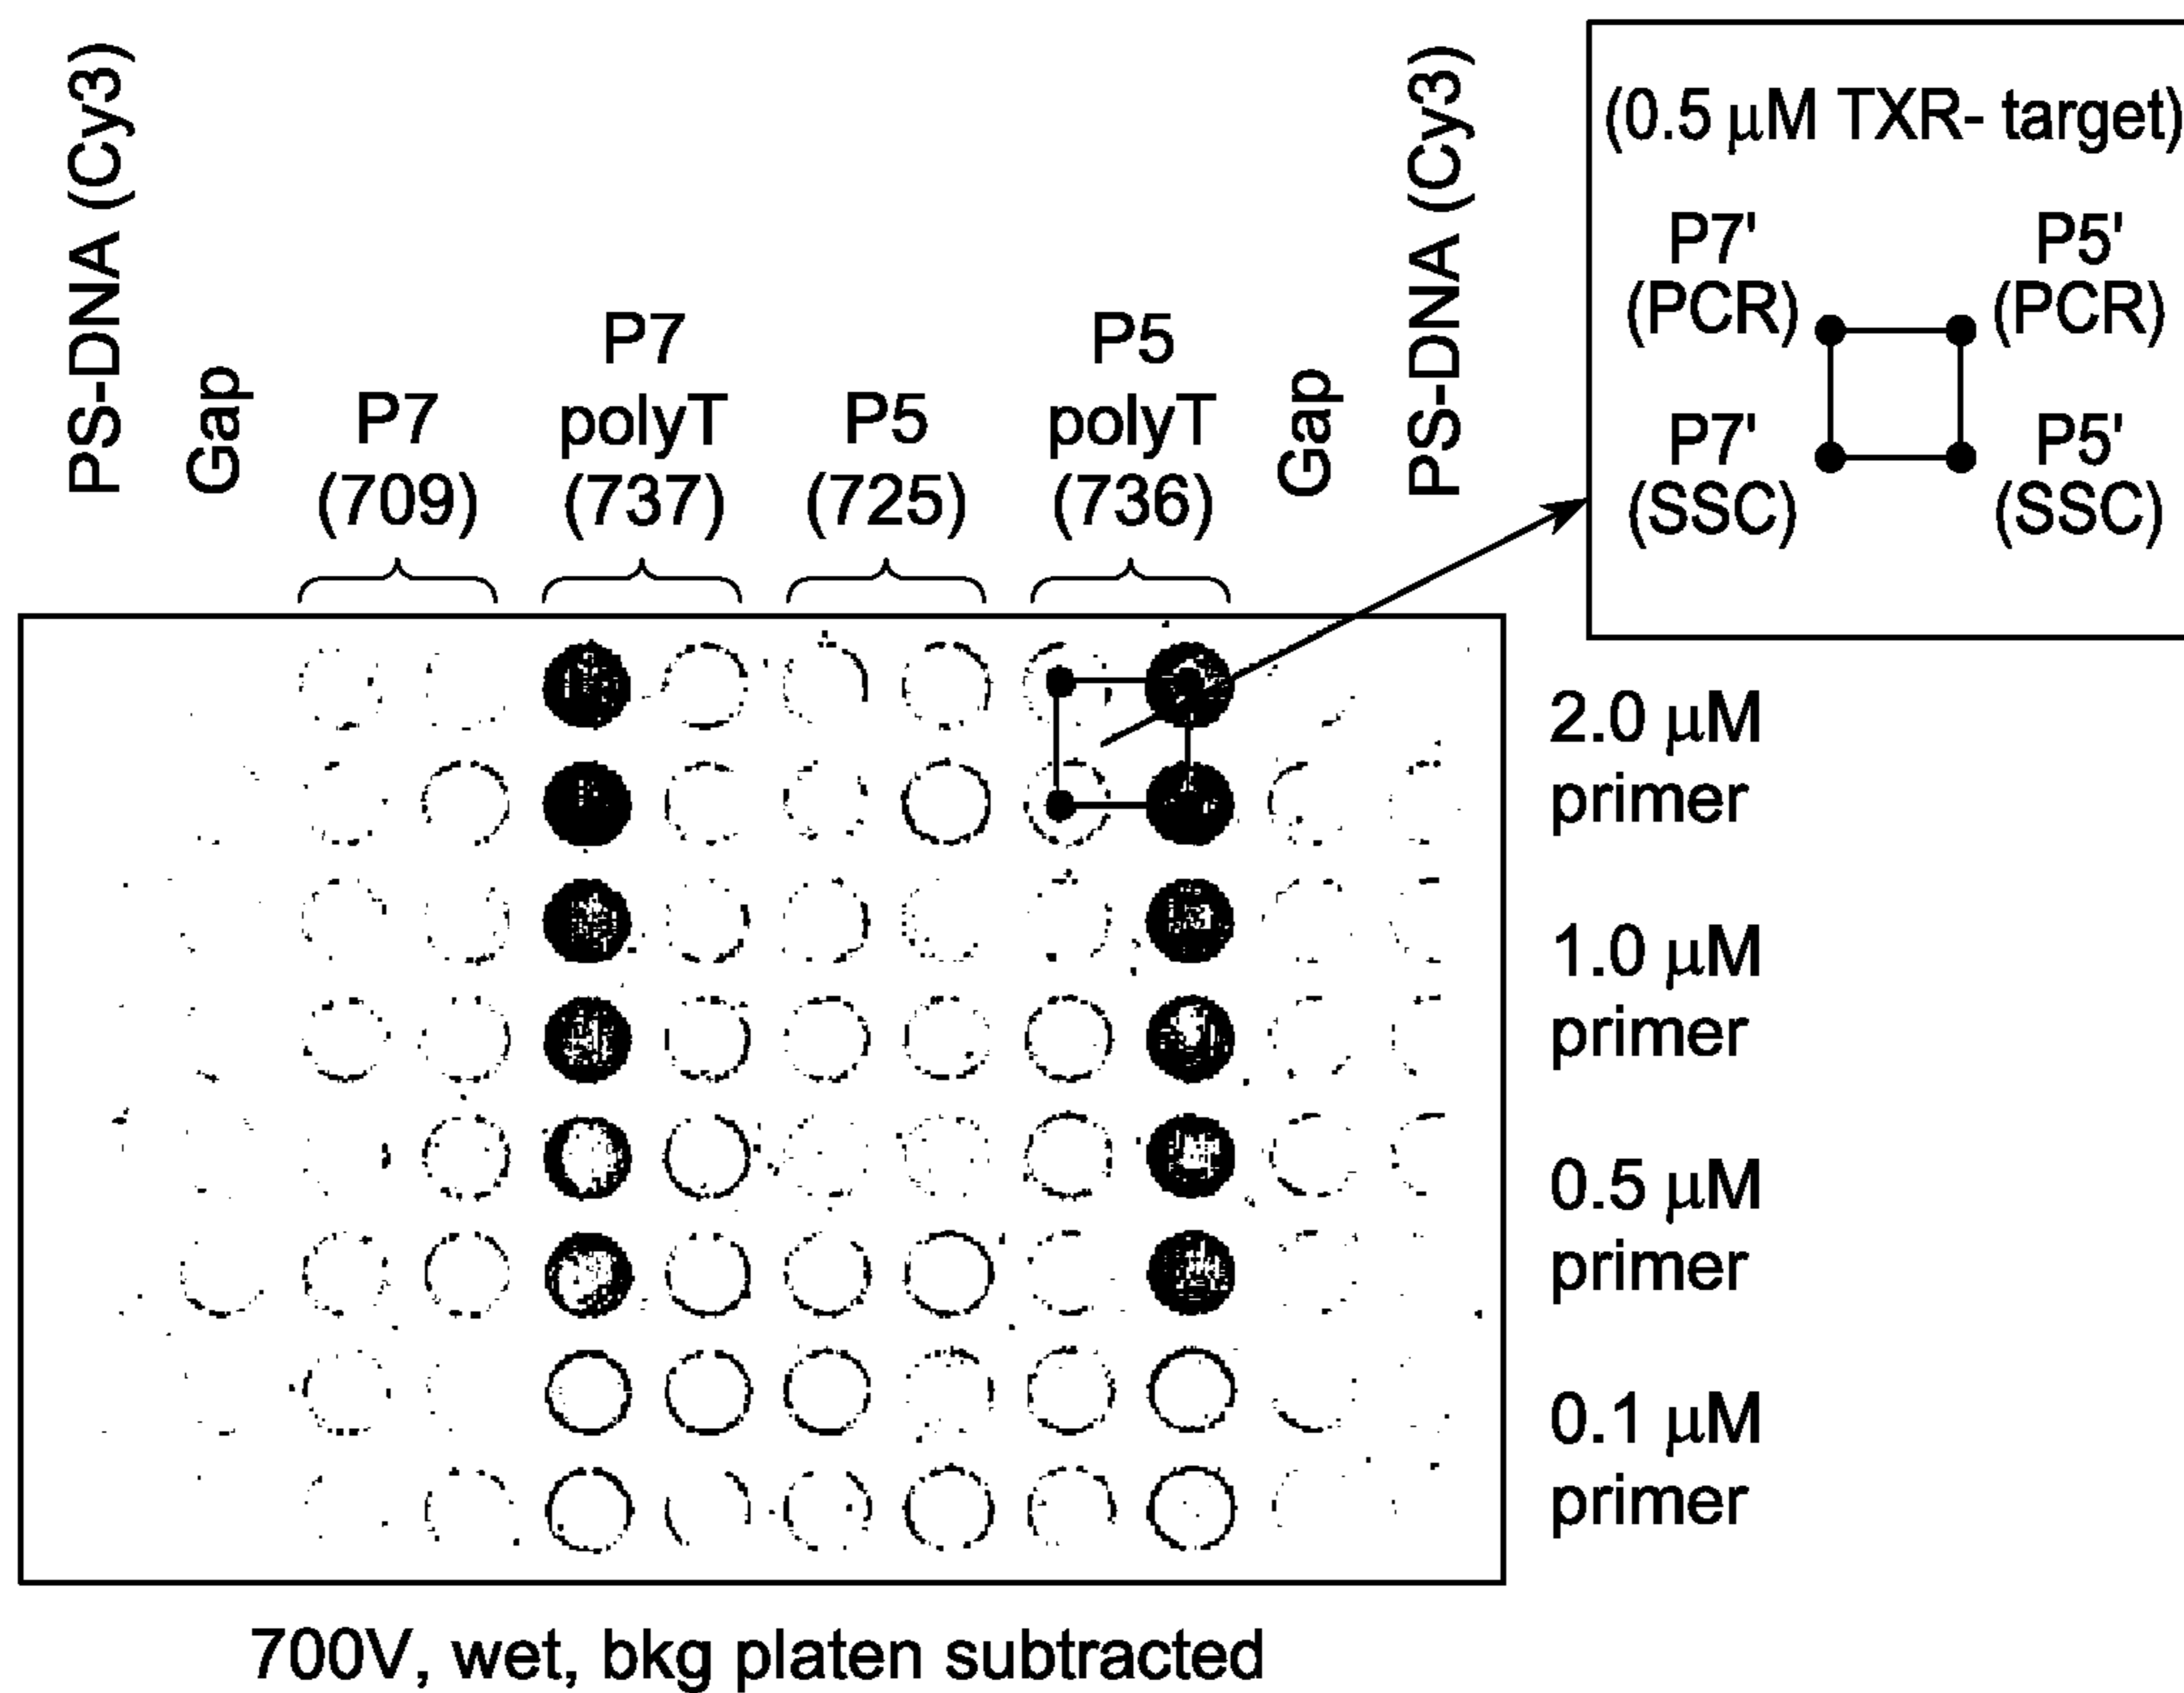 PS-DNA (Cy3)
Gap
P7
(709)
P7
polyT
(737)
P5
(725)
P5
polyT
(736)
Gap
PS-DNA (Cy3)
(0.5 μM TXR- target)
P7' P5'
(PCR) (PCR)
P7' P5'
(SSC) (SSC)
2.0 μM
primer
1.0 μM
primer
0.5 μM
primer
0.1 μM
primer
700V, wet, bkg platen subtracted